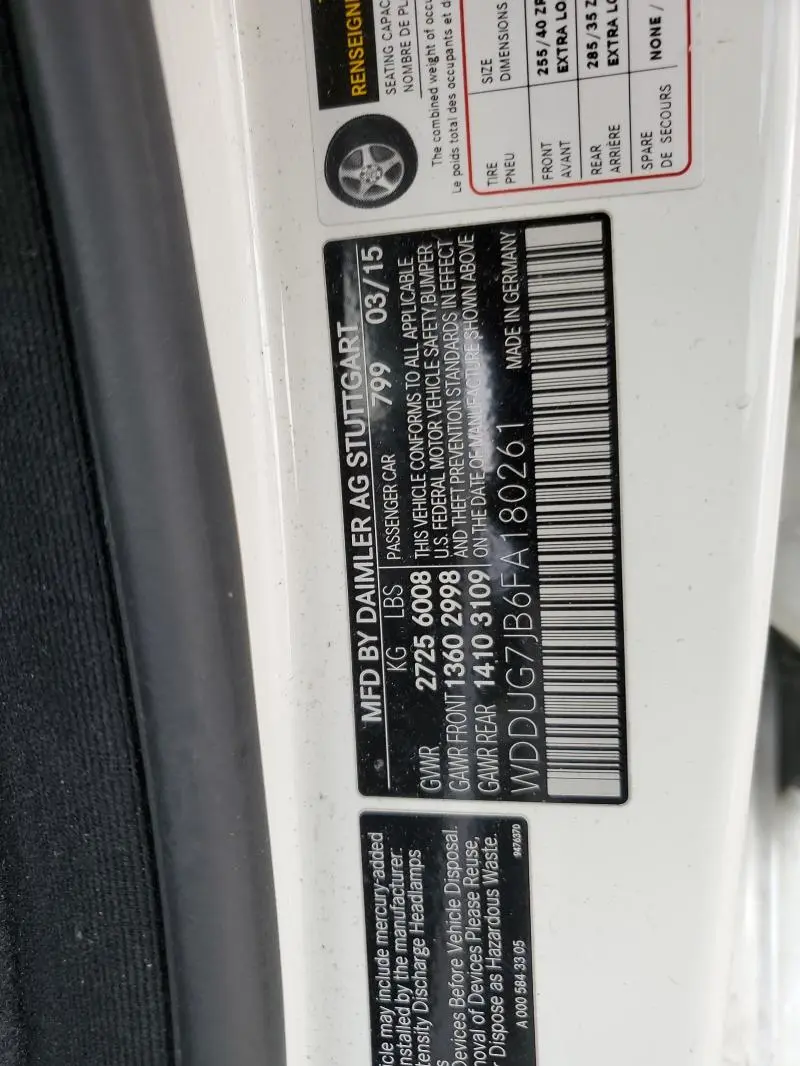 MFD BY DAIMLER AG STUTTGART
KG LBS PASSENGER CAR 799 03/15
GVWR 2725 6008 THIS VEHICLE CONFORMS TO ALL APPLICABLE
GAWR FRONT 1360 2998 U.S. FEDERAL MOTOR VEHICLE SAFETY, BUMPER
GAWR REAR 1410 3109 AND THEFT PREVENTION STANDARDS IN EFFECT
ON THE DATE OF MANUFACTURE SHOWN ABOVE
WDDUG7JB6FA180261 MADE IN GERMANY
RENSEIGN
SEATING CAPAC
NOMBRE DE PL
The combined weight of occu
Le poids total des occupants et d
TIRE SIZE
PNEU DIMENSIONS
FRONT 255/40 ZR
AVANT EXTRA LO
REAR 285/35 Z
ARRIÈRE EXTRA LO
SPARE NONE /
DE SECOURS
icle may include mercury-added
nstalled by the manufacturer:
tensity Discharge Headlamps
s
Devices Before Vehicle Disposal.
moval of Devices Please Reuse,
r Dispose as Hazardous Waste.
A 000 584 33 05 9476370